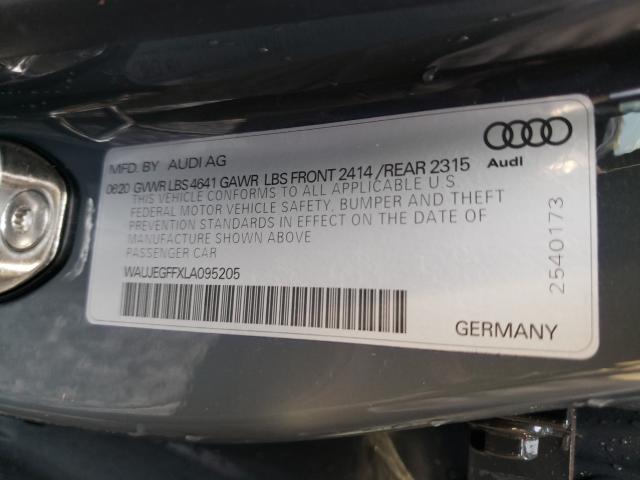 MFD. BY AUDI AG
Audi
0620 GVWR LBS 4641 GAWR LBS FRONT 2414 /REAR 2315
THIS VEHICLE CONFORMS TO ALL APPLICABLE U.S
FEDERAL MOTOR VEHICLE SAFETY, BUMPER AND THEFT
PREVENTION STANDARDS IN EFFECT ON THE DATE OF
MANUFACTURE SHOWN ABOVE
PASSENGER CAR
WAUJEGFFXLA095205
GERMANY
2540173